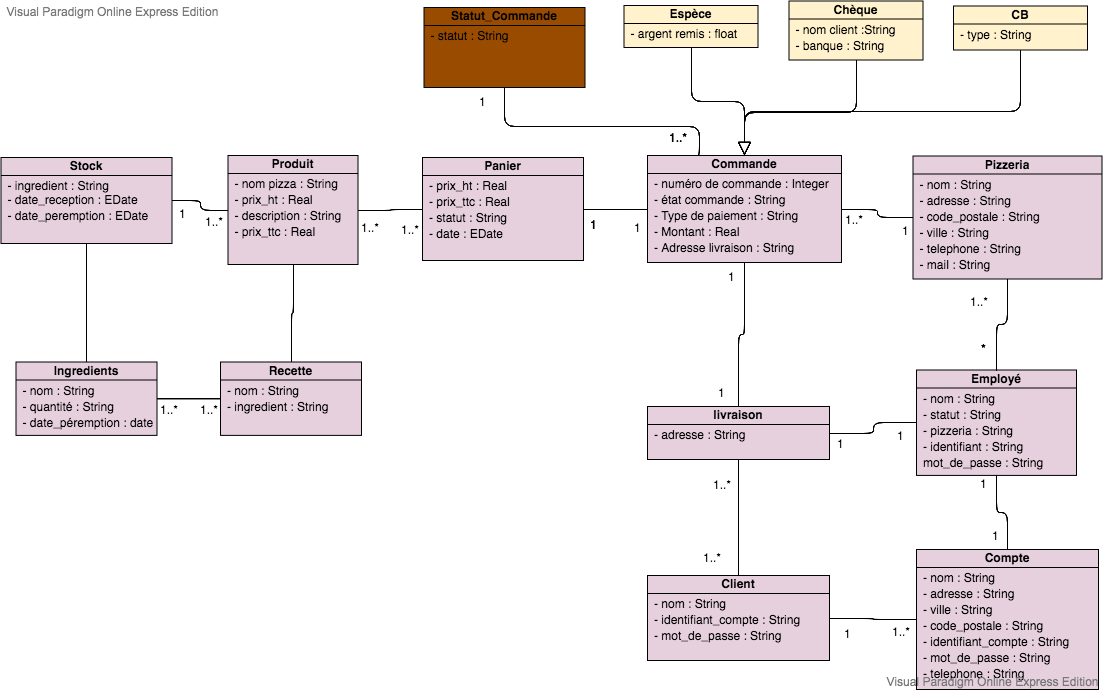 Visual Paradigm Online Express Edition
Statut_Commande
- statut : String
Espèce
- argent remis : float
Chèque
- nom client :String
- banque : String
CB
- type : String
1
1..*
Stock
- ingredient : String
- date_reception : EDate
- date_peremption : EDate
1
1..*
Produit
- nom pizza : String
- prix_ht : Real
- description : String
- prix_ttc : Real
1..*
1..*
Panier
- prix_ht : Real
- prix_ttc : Real
- statut : String
- date : EDate
1
1
Commande
- numéro de commande : Integer
- état commande : String
- Type de paiement : String
- Montant : Real
- Adresse livraison : String
1..*
1
Pizzeria
- nom : String
- adresse : String
- code_postale : String
- ville : String
- telephone : String
- mail : String
1
1
1..*
*
Ingredients
- nom : String
- quantité : String
- date_péremption : date
1..*
1..*
Recette
- nom : String
- ingredient : String
livraison
- adresse : String
1
1
Employé
- nom : String
- statut : String
- pizzeria : String
- identifiant : String
mot_de_passe : String
1..*
1..*
1
1
Client
- nom : String
- identifiant_compte : String
- mot_de_passe : String
1
1..*
Compte
- nom : String
- adresse : String
- ville : String
- code_postale : String
- identifiant_compte : String
- mot_de_passe : String
- telephone : String
Visual Paradigm Online Express Edition